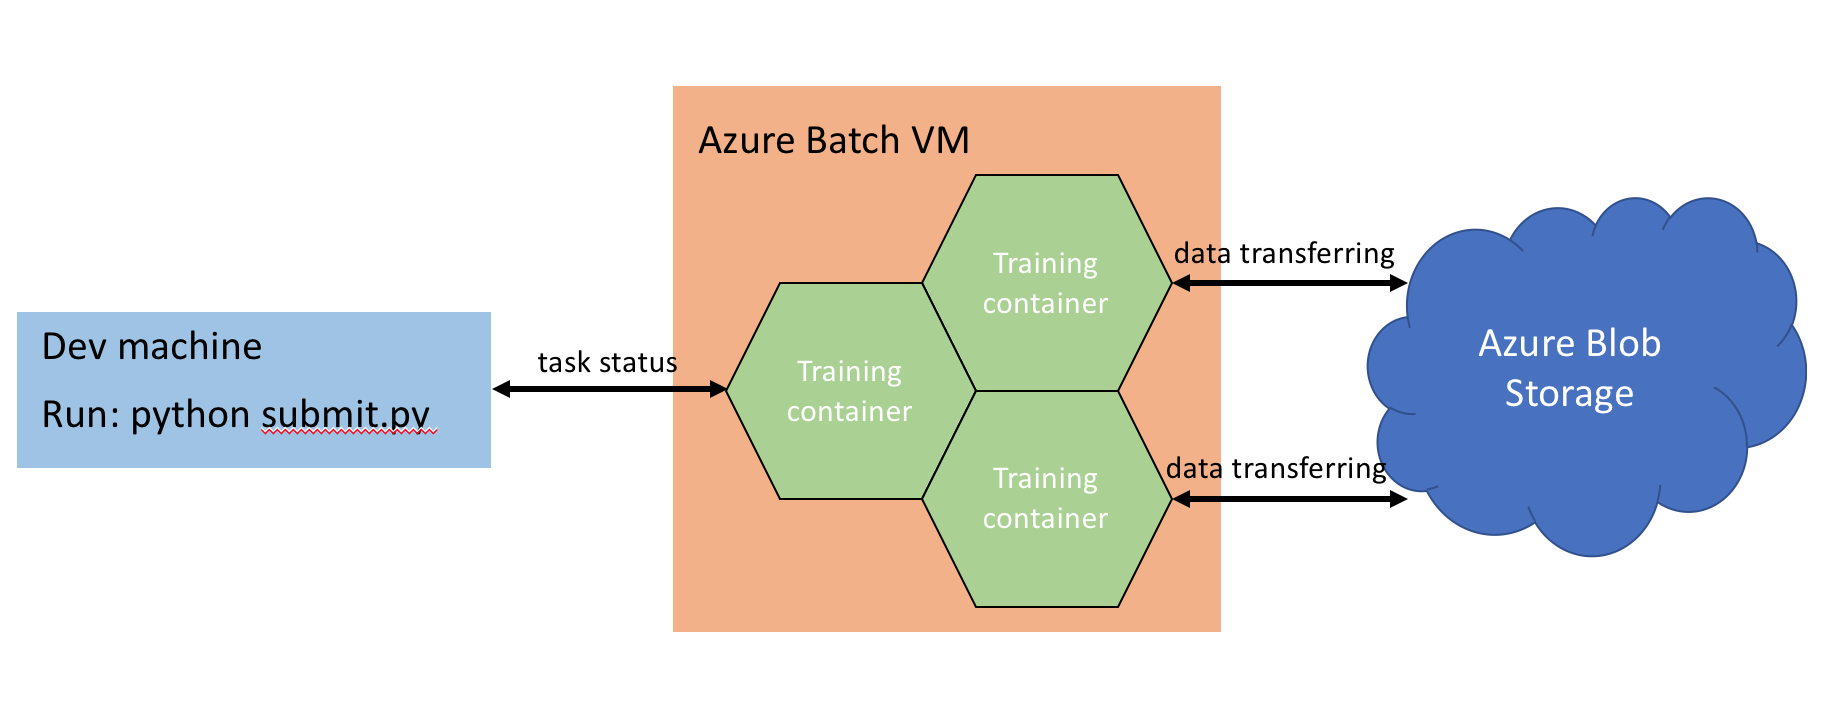 Azure Batch VM
Training
container
data transferring
Dev machine
Run: python submit.py
task status
Training
container
Azure Blob
Storage
Training
container
data transferring